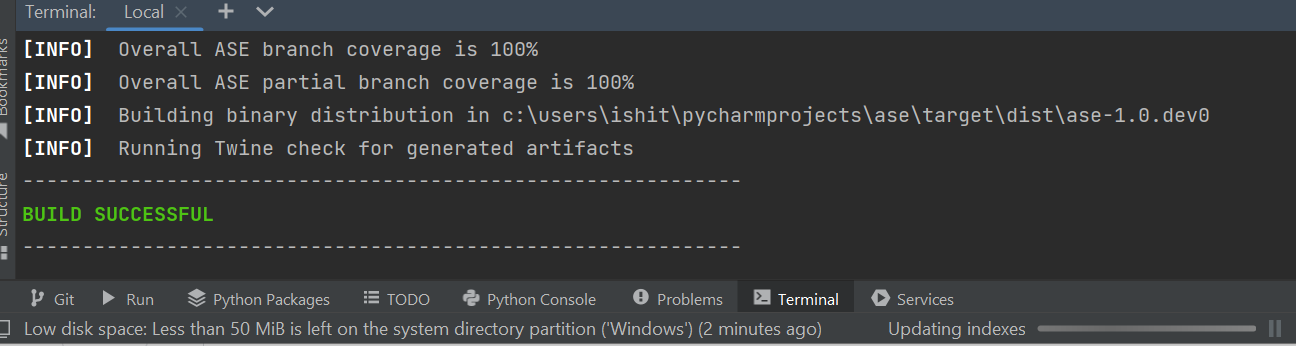 Terminal: Local × + 
[INFO]  Overall ASE branch coverage is 100%
[INFO]  Overall ASE partial branch coverage is 100%
[INFO]  Building binary distribution in c:\users\ishit\pycharmprojects\ase\target\dist\ase-1.0.dev0
[INFO]  Running Twine check for generated artifacts
------------------------------------------------------------
BUILD SUCCESSFUL
------------------------------------------------------------
Bookmarks
Structure
Git Run Python Packages TODO Python Console Problems Terminal Services
Low disk space: Less than 50 MiB is left on the system directory partition ('Windows') (2 minutes ago) Updating indexes